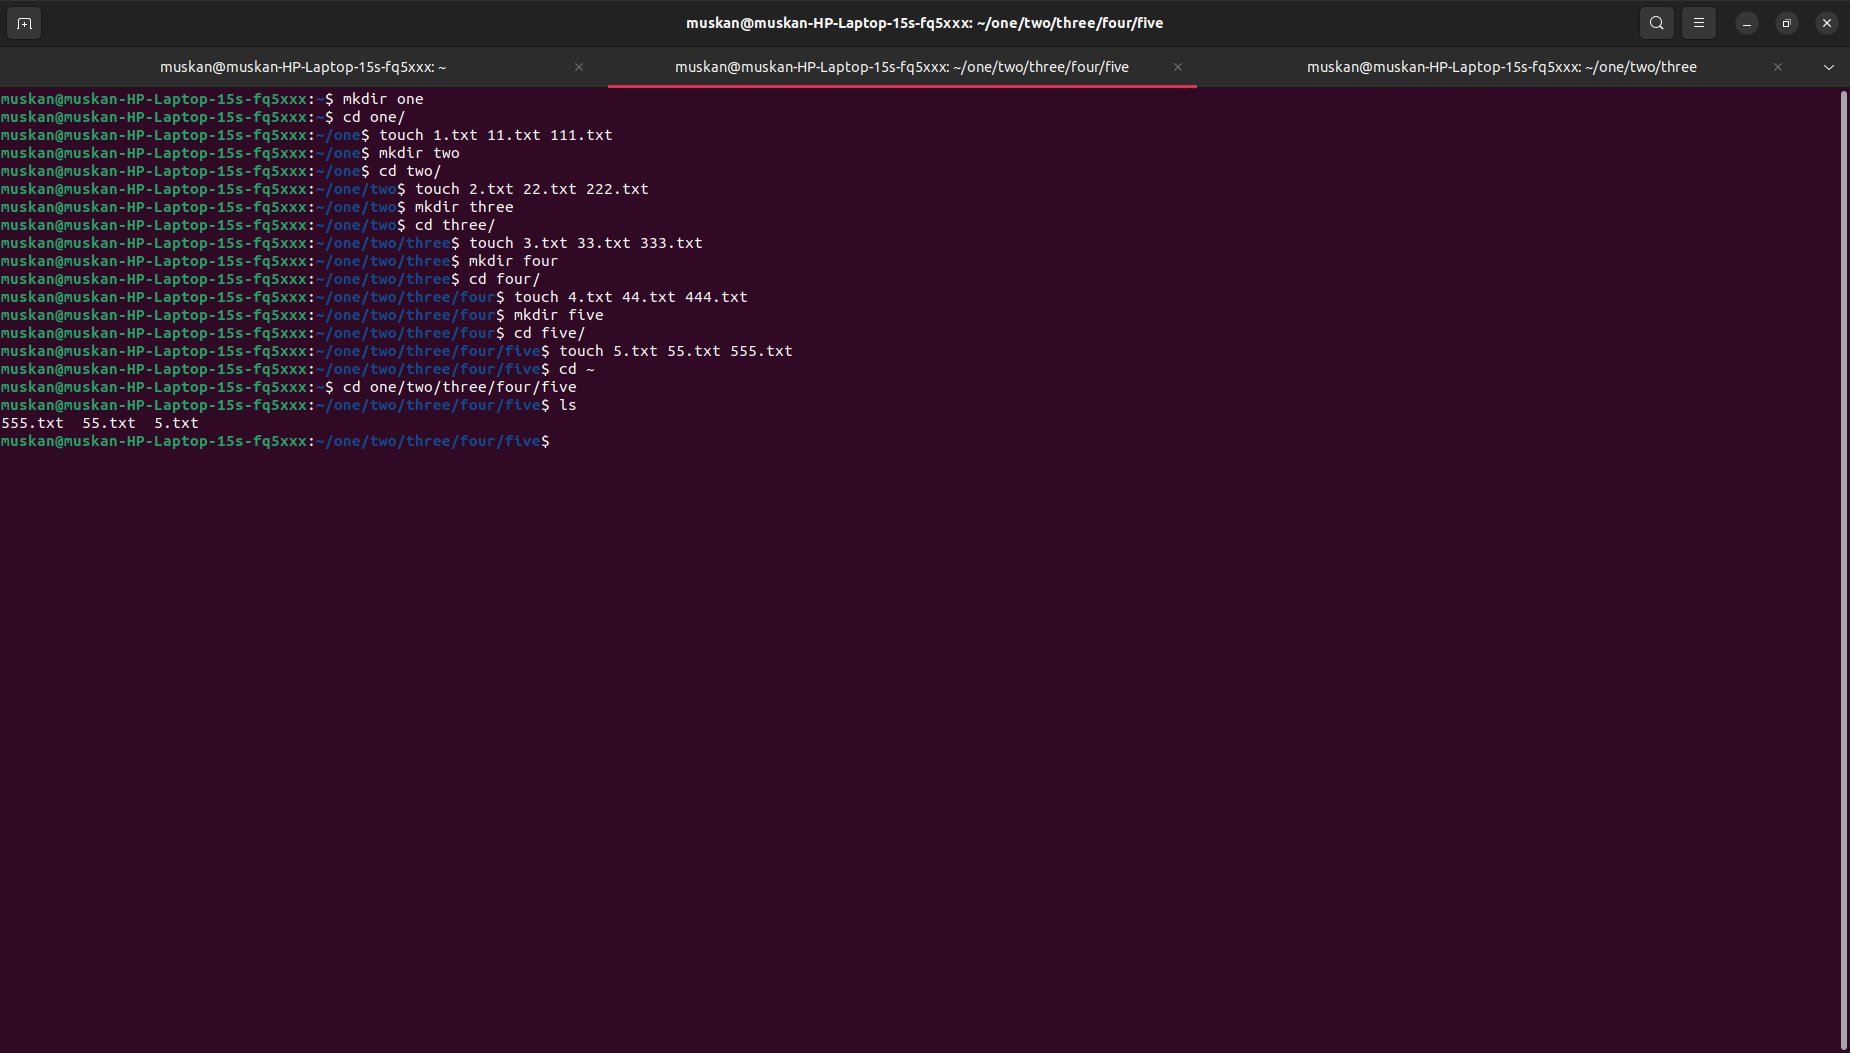 muskan@muskan-HP-Laptop-15s-fq5xxx: ~/one/two/three/four/five
muskan@muskan-HP-Laptop-15s-fq5xxx: ~ × muskan@muskan-HP-Laptop-15s-fq5xxx: ~/one/two/three/four/five × muskan@muskan-HP-Laptop-15s-fq5xxx: ~/one/two/three ×
muskan@muskan-HP-Laptop-15s-fq5xxx:~$ mkdir one
muskan@muskan-HP-Laptop-15s-fq5xxx:~$ cd one/
muskan@muskan-HP-Laptop-15s-fq5xxx:~/one$ touch 1.txt 11.txt 111.txt
muskan@muskan-HP-Laptop-15s-fq5xxx:~/one$ mkdir two
muskan@muskan-HP-Laptop-15s-fq5xxx:~/one$ cd two/
muskan@muskan-HP-Laptop-15s-fq5xxx:~/one/two$ touch 2.txt 22.txt 222.txt
muskan@muskan-HP-Laptop-15s-fq5xxx:~/one/two$ mkdir three
muskan@muskan-HP-Laptop-15s-fq5xxx:~/one/two$ cd three/
muskan@muskan-HP-Laptop-15s-fq5xxx:~/one/two/three$ touch 3.txt 33.txt 333.txt
muskan@muskan-HP-Laptop-15s-fq5xxx:~/one/two/three$ mkdir four
muskan@muskan-HP-Laptop-15s-fq5xxx:~/one/two/three$ cd four/
muskan@muskan-HP-Laptop-15s-fq5xxx:~/one/two/three/four$ touch 4.txt 44.txt 444.txt
muskan@muskan-HP-Laptop-15s-fq5xxx:~/one/two/three/four$ mkdir five
muskan@muskan-HP-Laptop-15s-fq5xxx:~/one/two/three/four$ cd five/
muskan@muskan-HP-Laptop-15s-fq5xxx:~/one/two/three/four/five$ touch 5.txt 55.txt 555.txt
muskan@muskan-HP-Laptop-15s-fq5xxx:~/one/two/three/four/five$ cd ~
muskan@muskan-HP-Laptop-15s-fq5xxx:~$ cd one/two/three/four/five
muskan@muskan-HP-Laptop-15s-fq5xxx:~/one/two/three/four/five$ ls
555.txt  55.txt  5.txt
muskan@muskan-HP-Laptop-15s-fq5xxx:~/one/two/three/four/five$